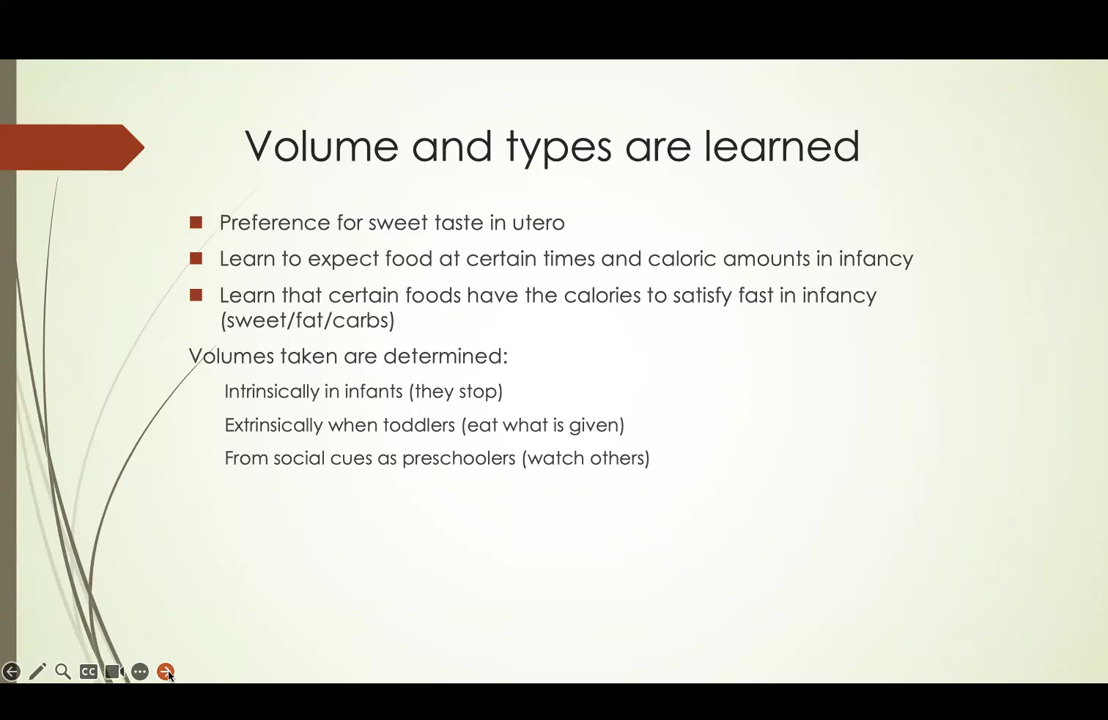 Volume and types are learned
Preference for sweet taste in utero
Learn to expect food at certain times and caloric amounts in infancy
Learn that certain foods have the calories to satisfy fast in infancy
(sweet/fat/carbs)
Volumes taken are determined:
Intrinsically in infants (they stop)
Extrinsically when toddlers (eat what is given)
From social cues as preschoolers (watch others)
CC